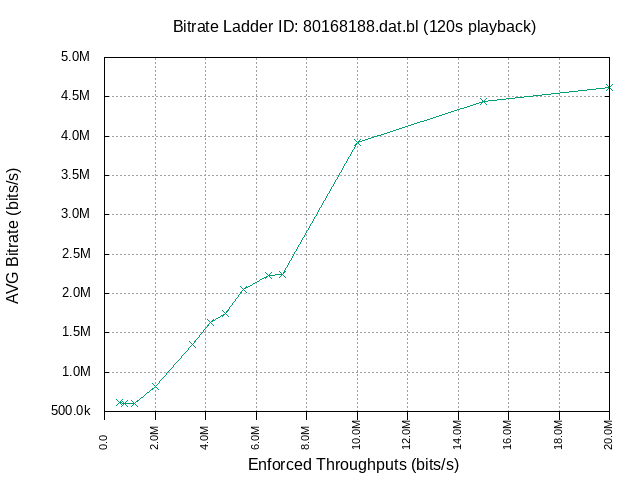 Bitrate Ladder ID: 80168188.dat.bl (120s playback)
5.0M
4.5M
4.0M
3.5M
3.0M
2.5M
2.0M
1.5M
1.0M
500.0k
AVG Bitrate (bits/s)
0.0 2.0M 4.0M 6.0M 8.0M 10.0M 12.0M 14.0M 16.0M 18.0M 20.0M
Enforced Throughputs (bits/s)